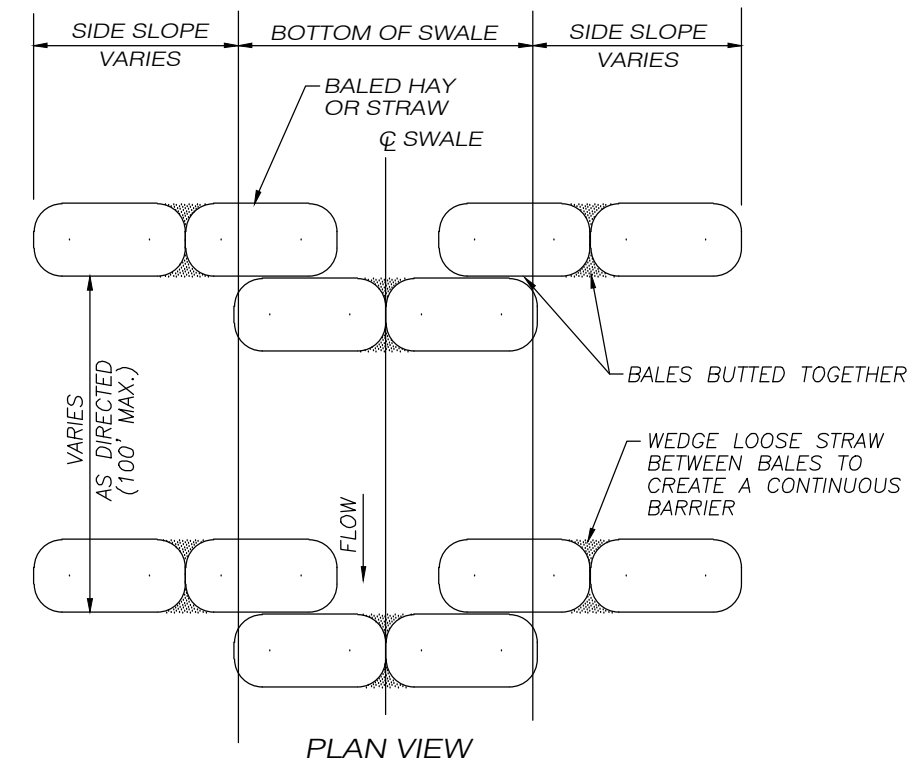 SIDE SLOPE
VARIES
BOTTOM OF SWALE
SIDE SLOPE
VARIES
BALED HAY
OR STRAW
℄ SWALE
BALES BUTTED TOGETHER
VARIES
AS DIRECTED
(100' MAX.)
WEDGE LOOSE STRAW
BETWEEN BALES TO
CREATE A CONTINUOUS
BARRIER
FLOW
PLAN VIEW